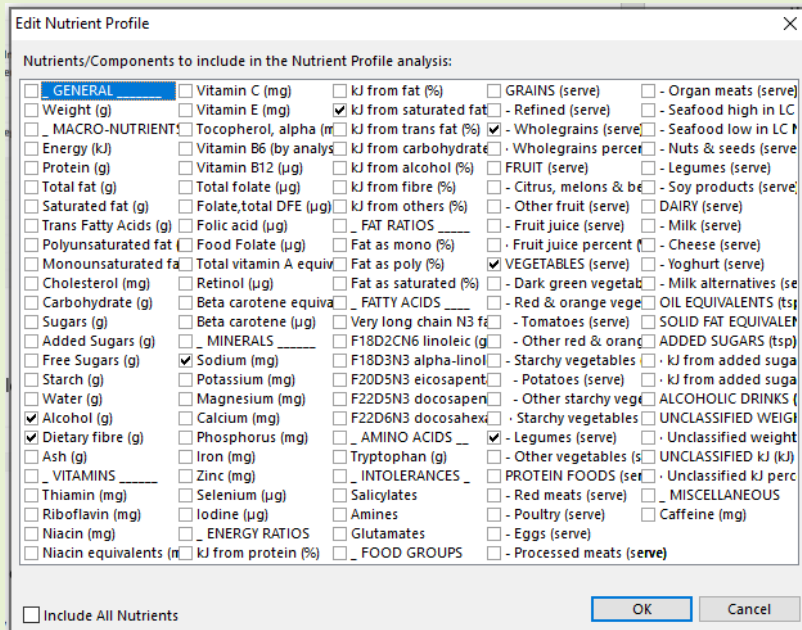 Edit Nutrient Profile
Nutrients/Components to include in the Nutrient Profile analysis:
_ GENERAL ______
Weight (g)
_ MACRO-NUTRIENTS
Energy (kJ)
Protein (g)
Total fat (g)
Saturated fat (g)
Trans Fatty Acids (g)
Polyunsaturated fat (
Monounsaturated fa
Cholesterol (mg)
Carbohydrate (g)
Sugars (g)
Added Sugars (g)
Free Sugars (g)
Starch (g)
Water (g)
Alcohol (g)
Dietary fibre (g)
Ash (g)
_ VITAMINS ______
Thiamin (mg)
Riboflavin (mg)
Niacin (mg)
Niacin equivalents (m
Vitamin C (mg)
Vitamin E (mg)
Tocopherol, alpha (m
Vitamin B6 (by analys
Vitamin B12 (µg)
Total folate (µg)
Folate,total DFE (µg)
Folic acid (µg)
Food Folate (µg)
Total vitamin A equiv
Retinol (µg)
Beta carotene equiva
Beta carotene (µg)
_ MINERALS ______
Sodium (mg)
Potassium (mg)
Magnesium (mg)
Calcium (mg)
Phosphorus (mg)
Iron (mg)
Zinc (mg)
Selenium (µg)
Iodine (µg)
_ ENERGY RATIOS
kJ from protein (%)
kJ from fat (%)
kJ from saturated fat
kJ from trans fat (%)
kJ from carbohydrate
kJ from alcohol (%)
kJ from fibre (%)
kJ from others (%)
_ FAT RATIOS _____
Fat as mono (%)
Fat as poly (%)
Fat as saturated (%)
_ FATTY ACIDS ____
Very long chain N3 fa
F18D2CN6 linoleic (g
F18D3N3 alpha-linol
F20D5N3 eicosapent
F22D5N3 docosapen
F22D6N3 docosahexa
_ AMINO ACIDS __
Tryptophan (g)
_ INTOLERANCES _
Salicylates
Amines
Glutamates
_ FOOD GROUPS
GRAINS (serve)
- Refined (serve)
- Wholegrains (serve)
· Wholegrains percer
FRUIT (serve)
- Citrus, melons & be
- Other fruit (serve)
- Fruit juice (serve)
· Fruit juice percent (
VEGETABLES (serve)
- Dark green vegetab
- Red & orange vege
- Tomatoes (serve)
- Other red & orang
- Starchy vegetables
- Potatoes (serve)
- Other starchy vege
· Starchy vegetables
- Legumes (serve)
- Other vegetables (s
PROTEIN FOODS (ser
- Red meats (serve)
- Poultry (serve)
- Eggs (serve)
- Processed meats (serve)
- Organ meats (serve)
- Seafood high in LC
- Seafood low in LC N
- Nuts & seeds (serve
- Legumes (serve)
- Soy products (serve)
DAIRY (serve)
- Milk (serve)
- Cheese (serve)
- Yoghurt (serve)
- Milk alternatives (se
OIL EQUIVALENTS (tsp
SOLID FAT EQUIVALEN
ADDED SUGARS (tsp)
· kJ from added suga
· kJ from added suga
ALCOHOLIC DRINKS (
UNCLASSIFIED WEIGH
· Unclassified weight
UNCLASSIFIED kJ (kJ)
· Unclassified kJ perc
_ MISCELLANEOUS
Caffeine (mg)
Include All Nutrients
OK
Cancel